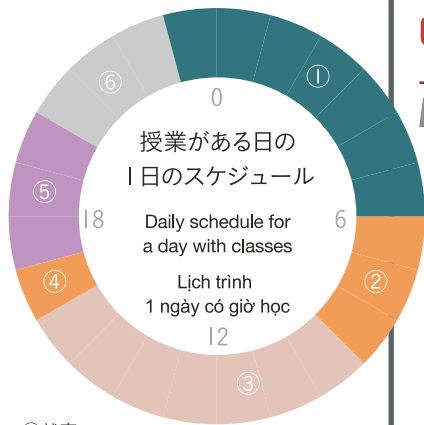 ⑥
①
0
授業がある日の
1日のスケジュール
⑤
18
6
Daily schedule for
a day with classes
②
④
Lịch trình
1 ngày có giờ học
12
③